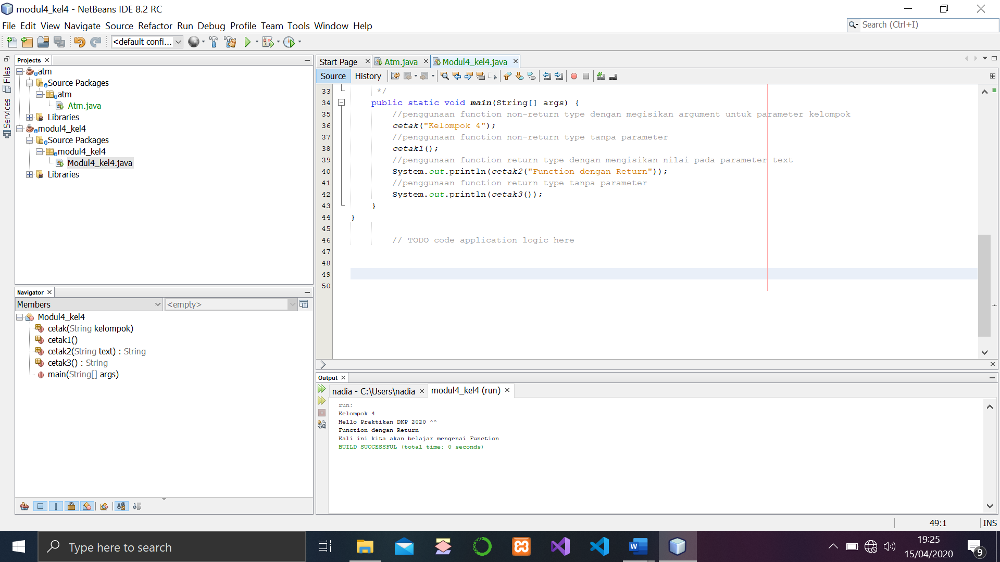 modul4_kel4 - NetBeans IDE 8.2 RC
File Edit View Navigate Source Refactor Run Debug Profile Team Tools Window Help
Search (Ctrl+I)
<default confi...
Files
Services
Projects
atm
Source Packages
atm
Atm.java
Libraries
modul4_kel4
Source Packages
modul4_kel4
Modul4_kel4.java
Libraries
Navigator
Members
<empty>
Modul4_kel4
cetak(String kelompok)
cetak1()
cetak2(String text) : String
cetak3() : String
main(String[] args)
Start Page Atm.java Modul4_kel4.java
Source History
33 */
34 public static void main(String[] args) {
35 //penggunaan function non-return type dengan megisikan argument untuk parameter kelompok
36 cetak("Kelompok 4");
37 //penggunaan function non-return type tanpa parameter
38 cetak1();
39 //penggunaan function return type dengan mengisikan nilai pada parameter text
40 System.out.println(cetak2("Function dengan Return"));
41 //penggunaan function return type tanpa parameter
42 System.out.println(cetak3());
43 }
44 }
45
46 // TODO code application logic here
47
48
49
50
Output
nadia - C:\Users\nadia modul4_kel4 (run)
run:
Kelompok 4
Hello Praktikan DKP 2020 ^^
Function dengan Return
Kali ini kita akan belajar mengenai Function
BUILD SUCCESSFUL (total time: 0 seconds)
49:1 INS
Type here to search
19:25
15/04/2020
9